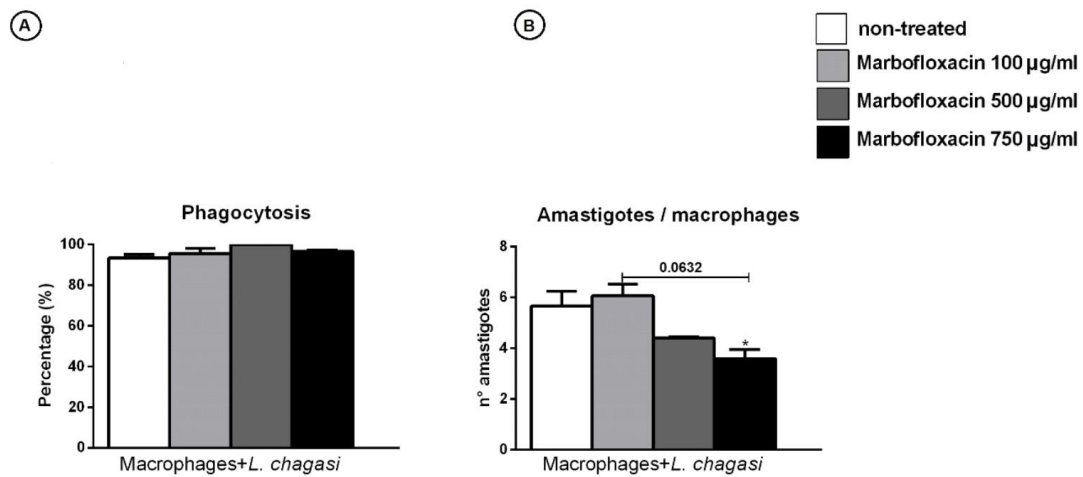 A
B
non-treated
Marbofloxacin 100 µg/ml
Marbofloxacin 500 µg/ml
Marbofloxacin 750 µg/ml
Phagocytosis
Percentage (%)
100
80
60
40
20
0
Macrophages+L. chagasi
Amastigotes / macrophages
n° amastigotes
8
6
4
2
0
0.0632
*
Macrophages+L. chagasi